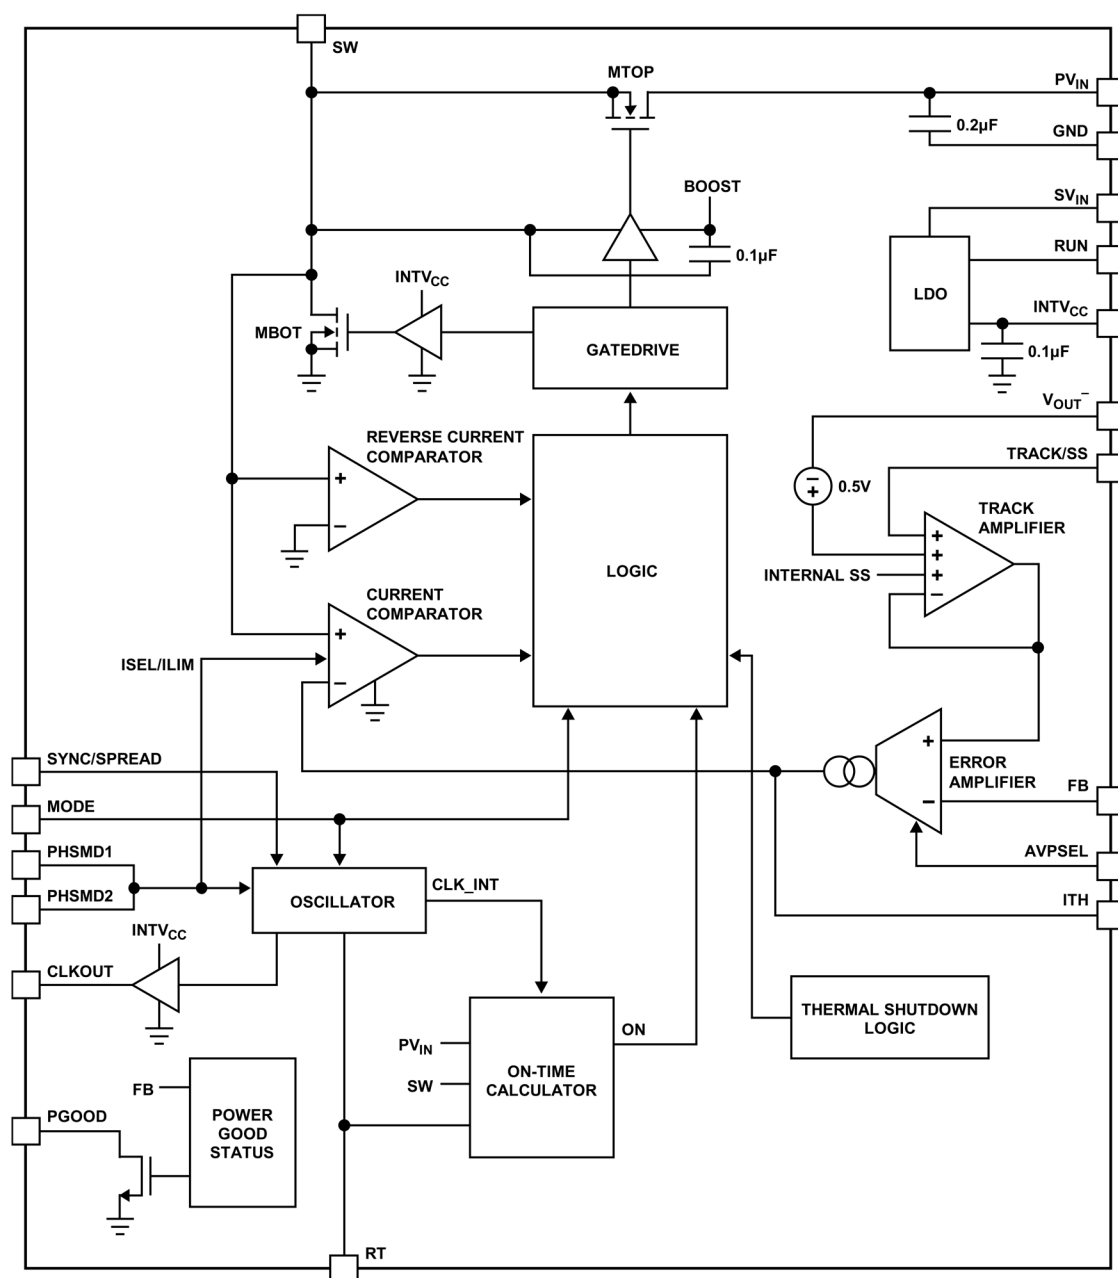 SW
MTOP
PVIN
0.2µF
GND
BOOST
SVIN
0.1µF
RUN
LDO
INTVCC
INTVCC
MBOT
GATEDRIVE
0.1µF
VOUT−
REVERSE CURRENT
COMPARATOR
TRACK/SS
+
−
−
+
0.5V
TRACK
AMPLIFIER
+
+
+
−
INTERNAL SS
LOGIC
CURRENT
COMPARATOR
+
−
ISEL/ILIM
SYNC/SPREAD
+
−
ERROR
AMPLIFIER
FB
MODE
PHSMD1
AVPSEL
PHSMD2
OSCILLATOR
CLK_INT
ITH
INTVCC
CLKOUT
THERMAL SHUTDOWN
LOGIC
ON
PVIN
SW
ON-TIME
CALCULATOR
FB
PGOOD
POWER
GOOD
STATUS
RT